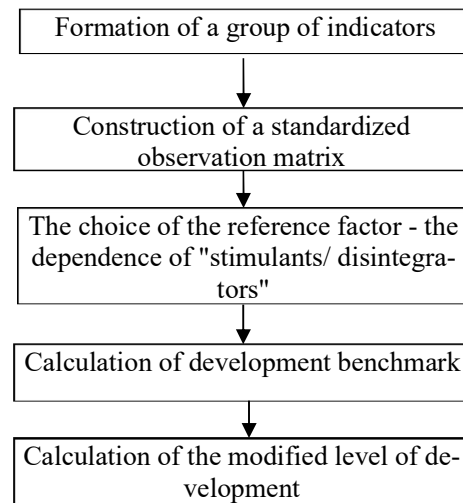 Formation of a group of indicators
Construction of a standardized
observation matrix
The choice of the reference factor - the
dependence of "stimulants/ disintegra-
tors"
Calculation of development benchmark
Calculation of the modified level of de-
velopment